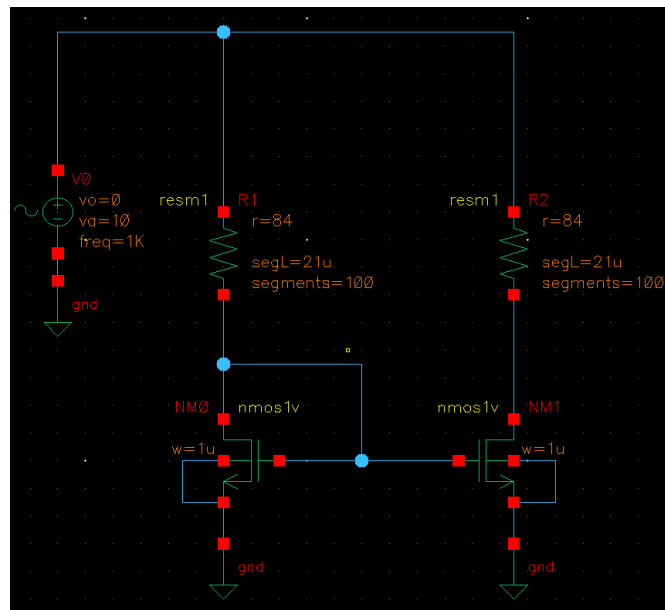 V0
vo=0
va=10
freq=1K
gnd
resm1
R1
r=84
segL=21u
segments=100
resm1
R2
r=84
segL=21u
segments=100
NM0
nmos1v
w=1u
gnd
nmos1v
NM1
w=1u
gnd